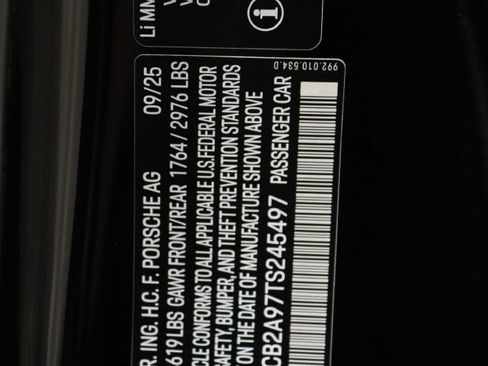 Li MM
R. ING. H.C. F. PORSCHE AG 09/25
619 LBS GAWR FRONT/REAR 1764 / 2976 LBS
CLE CONFORMS TO ALL APPLICABLE U.S. FEDERAL MOTOR
SAFETY, BUMPER, AND THEFT PREVENTION STANDARDS
ON THE DATE OF MANUFACTURE SHOWN ABOVE
CB2A97TS245497 PASSENGER CAR
992.010.534.D